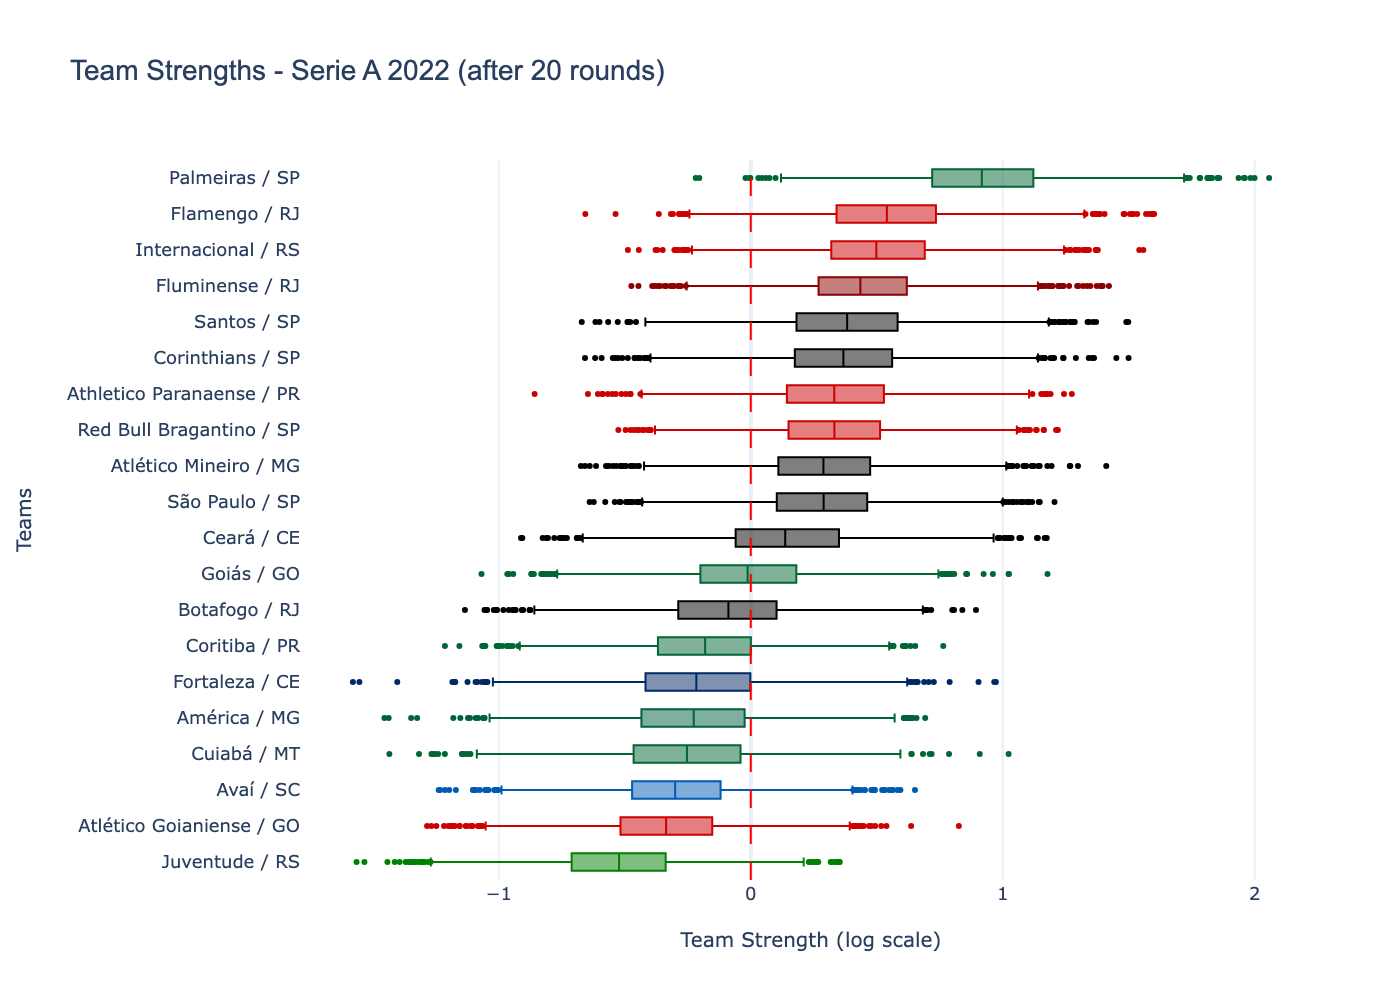 Team Strengths - Serie A 2022 (after 20 rounds)
Teams
Palmeiras / SP
Flamengo / RJ
Internacional / RS
Fluminense / RJ
Santos / SP
Corinthians / SP
Athletico Paranaense / PR
Red Bull Bragantino / SP
Atlético Mineiro / MG
São Paulo / SP
Ceará / CE
Goiás / GO
Botafogo / RJ
Coritiba / PR
Fortaleza / CE
América / MG
Cuiabá / MT
Avaí / SC
Atlético Goianiense / GO
Juventude / RS
−1 0 1 2
Team Strength (log scale)